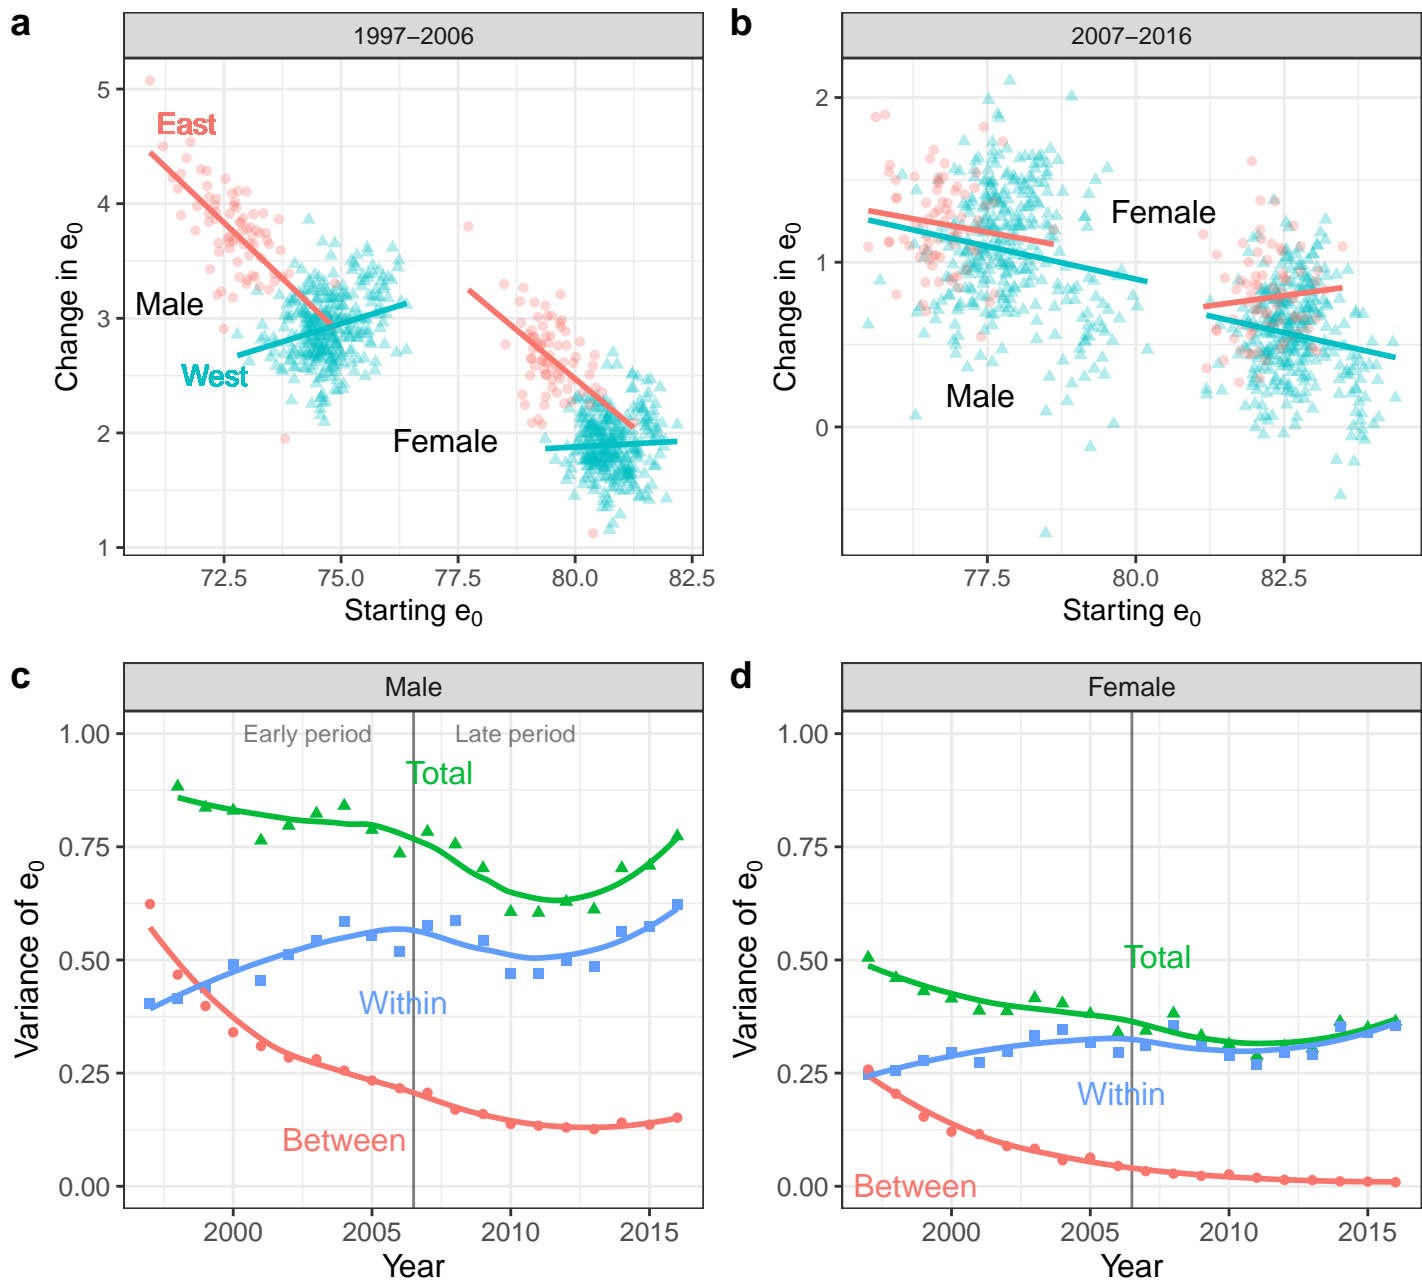 a
1997–2006
5
4
3
2
1
Change in e0
East
Male
West
Female
72.5 75.0 77.5 80.0 82.5
Starting e0
b
2007–2016
2
1
0
Change in e0
Female
Male
77.5 80.0 82.5
Starting e0
c
Male
1.00
0.75
0.50
0.25
0.00
Variance of e0
Early period Late period
Total
Within
Between
2000 2005 2010 2015
Year
d
Female
1.00
0.75
0.50
0.25
0.00
Variance of e0
Total
Within
Between
2000 2005 2010 2015
Year